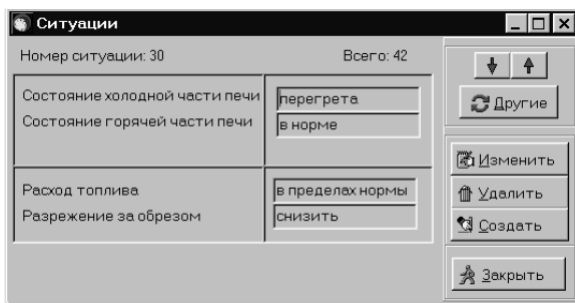 Ситуации
Номер ситуации: 30 Всего: 42
Состояние холодной части печи перегрета
Состояние горячей части печи в норме
Расход топлива в пределах нормы
Разрежение за обрезом снизить
Другие
Изменить
Удалить
Создать
Закрыть